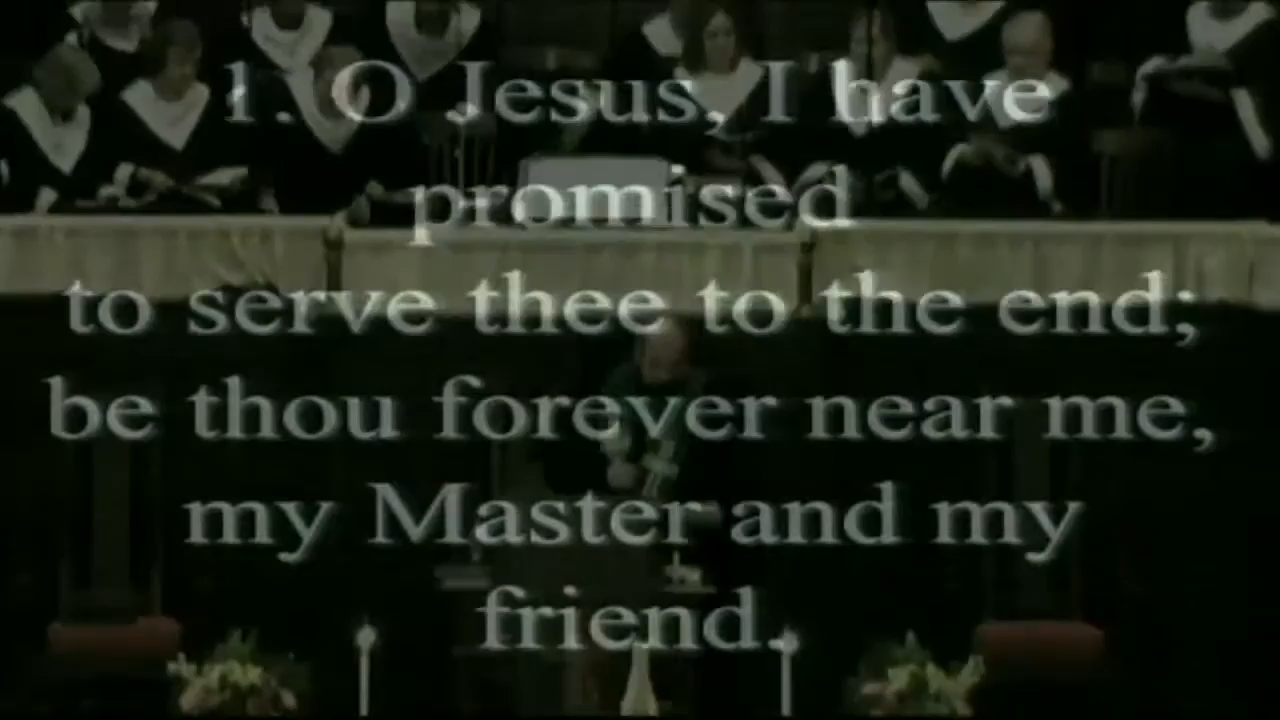 1. O Jesus, I have
promised
to serve thee to the end;
be thou forever near me,
my Master and my
friend.